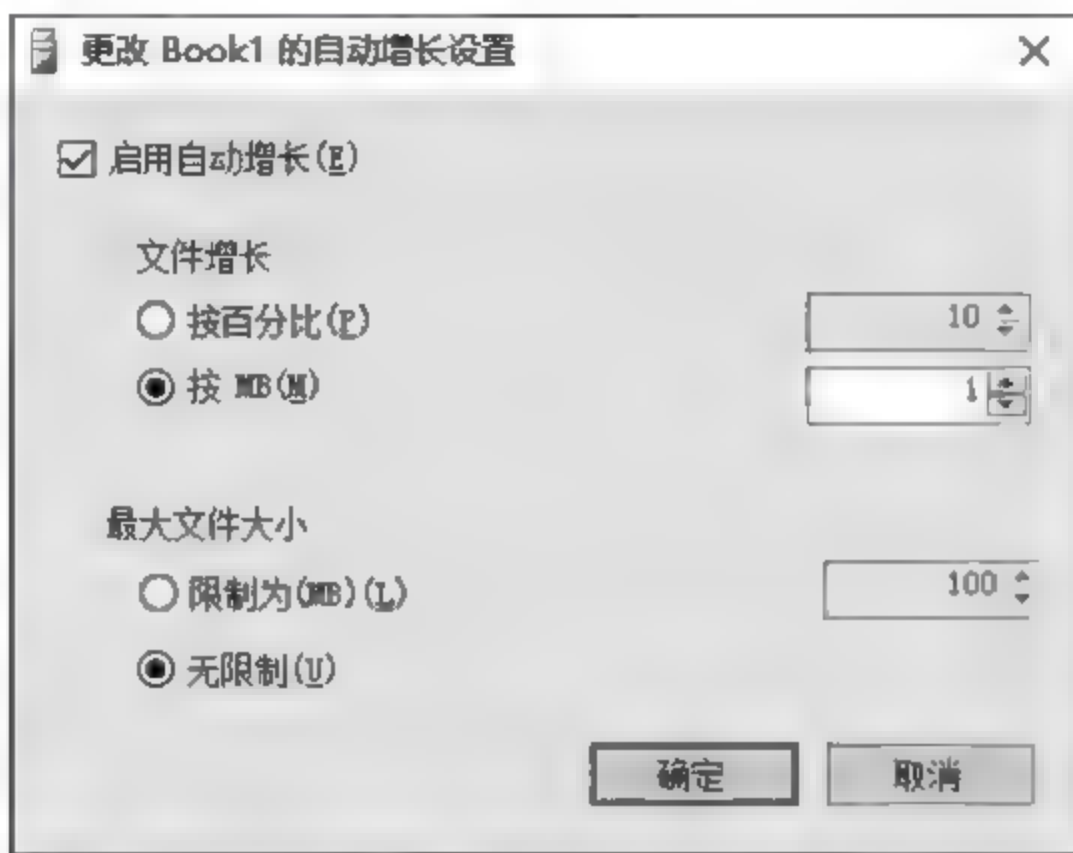 更改 Book1 的自动增长设置
启用自动增长(E)
文件增长
按百分比(P) 10
按 MB(M) 1
最大文件大小
限制为(MB)(L) 100
无限制(U)
确定 取消